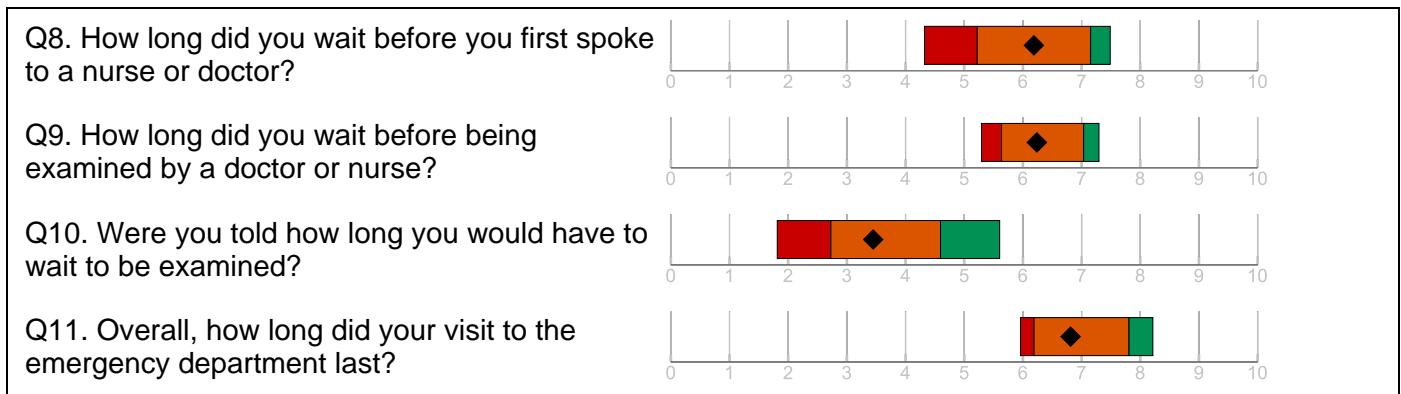 Q8. How long did you wait before you first spoke
to a nurse or doctor?
0 1 2 3 4 5 6 7 8 9 10
Q9. How long did you wait before being
examined by a doctor or nurse?
0 1 2 3 4 5 6 7 8 9 10
Q10. Were you told how long you would have to
wait to be examined?
0 1 2 3 4 5 6 7 8 9 10
Q11. Overall, how long did your visit to the
emergency department last?
0 1 2 3 4 5 6 7 8 9 10